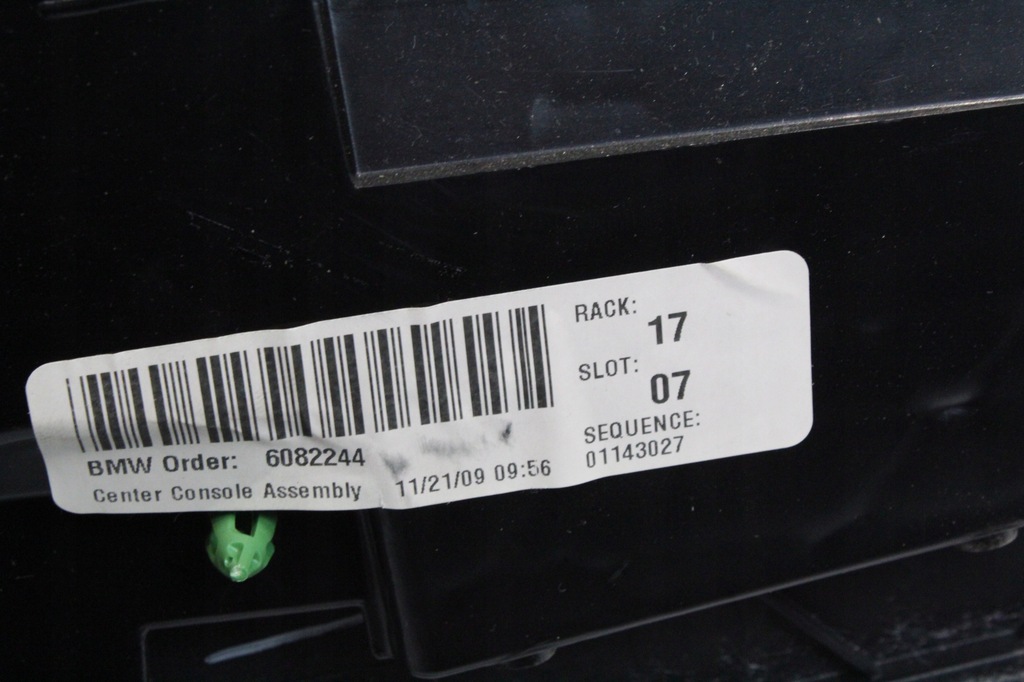 RACK:
17
SLOT:
07
SEQUENCE:
01143027
BMW Order: 6082244
Center Console Assembly 11/21/09 09:56